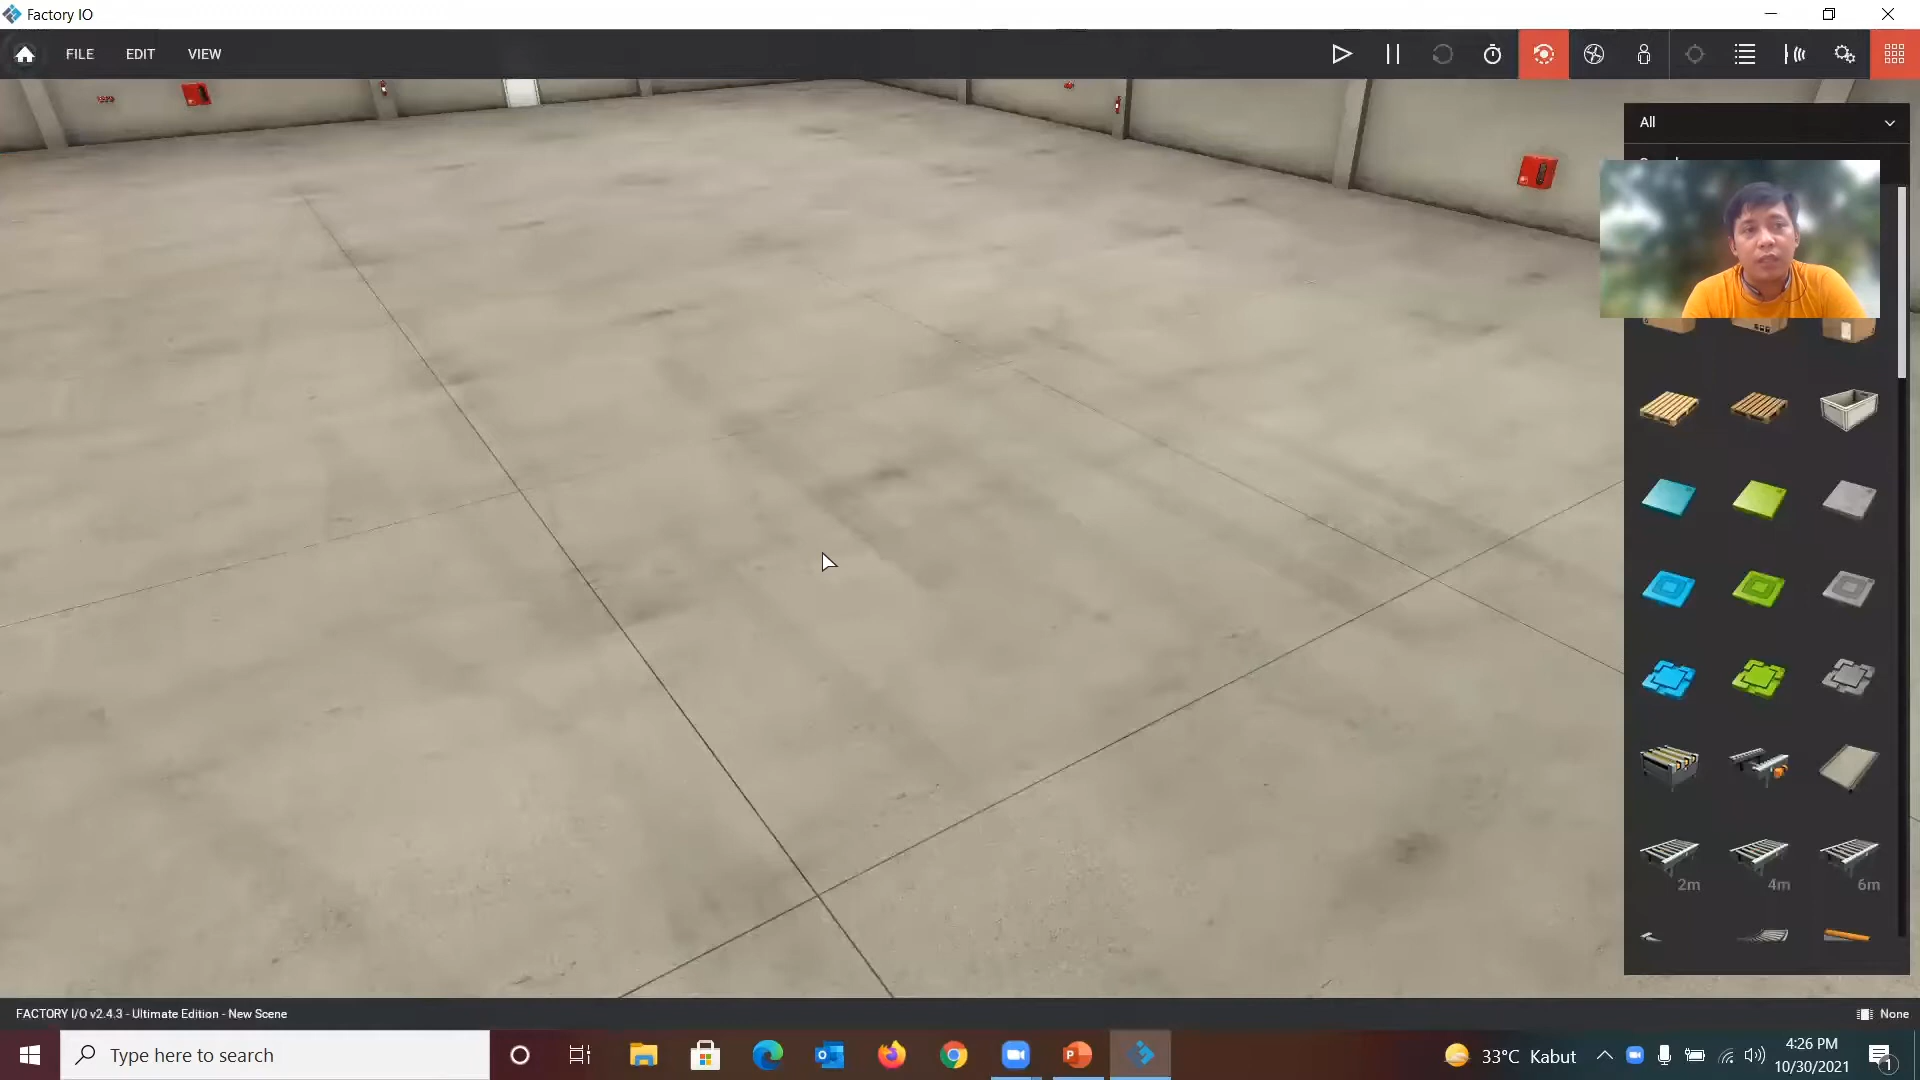 Factory IO
FILE EDIT VIEW
All
2m 4m 6m
FACTORY I/O v2.4.3 - Ultimate Edition - New Scene
None
Type here to search
33°C Kabut
4:26 PM
10/30/2021
1